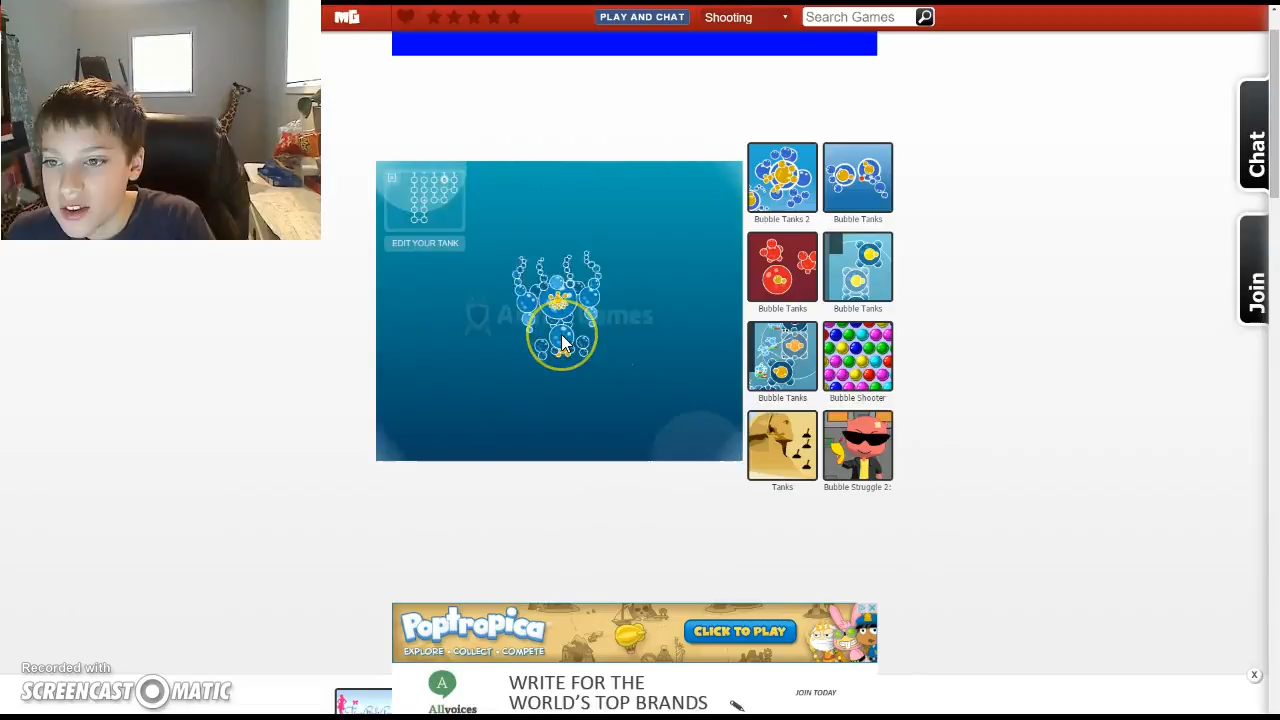 MG
PLAY AND CHAT
Shooting
Search Games
EDIT YOUR TANK
Games
Bubble Tanks 2
Bubble Tanks
Bubble Tanks
Bubble Tanks
Bubble Tanks
Bubble Shooter
Tanks
Bubble Struggle 2:
Chat
Join
Poptropica
EXPLORE • COLLECT • COMPETE
CLICK TO PLAY
A
Allvoices
WRITE FOR THE
WORLD'S TOP BRANDS
JOIN TODAY
X
Recorded with
SCREENCAST MATIC